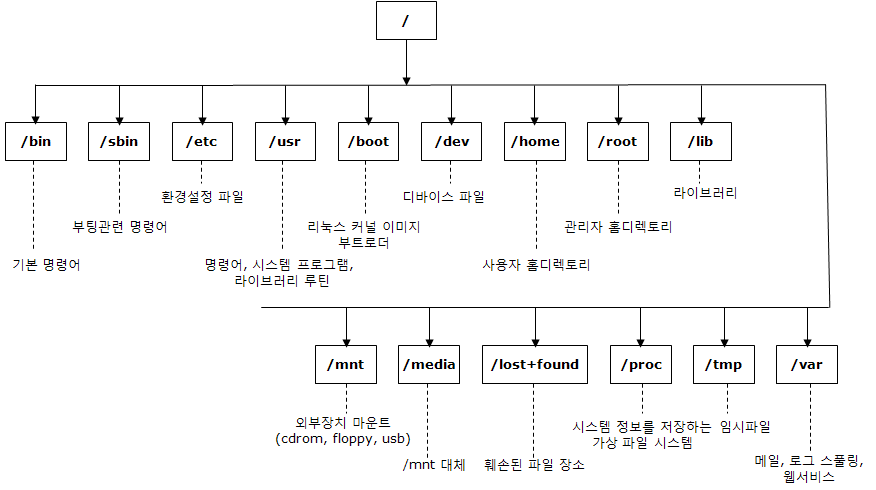 /
/bin
/sbin
/etc
/usr
/boot
/dev
/home
/root
/lib
환경설정 파일
디바이스 파일
라이브러리
부팅관련 명령어
리눅스 커널 이미지
부트로더
관리자 홈디렉토리
기본 명령어
명령어, 시스템 프로그램,
라이브러리 루틴
사용자 홈디렉토리
/mnt
/media
/lost+found
/proc
/tmp
/var
외부장치 마운트
(cdrom, floppy, usb)
시스템 정보를 저장하는
가상 파일 시스템
임시파일
/mnt 대체
훼손된 파일 장소
메일, 로그 스풀링,
웹서비스